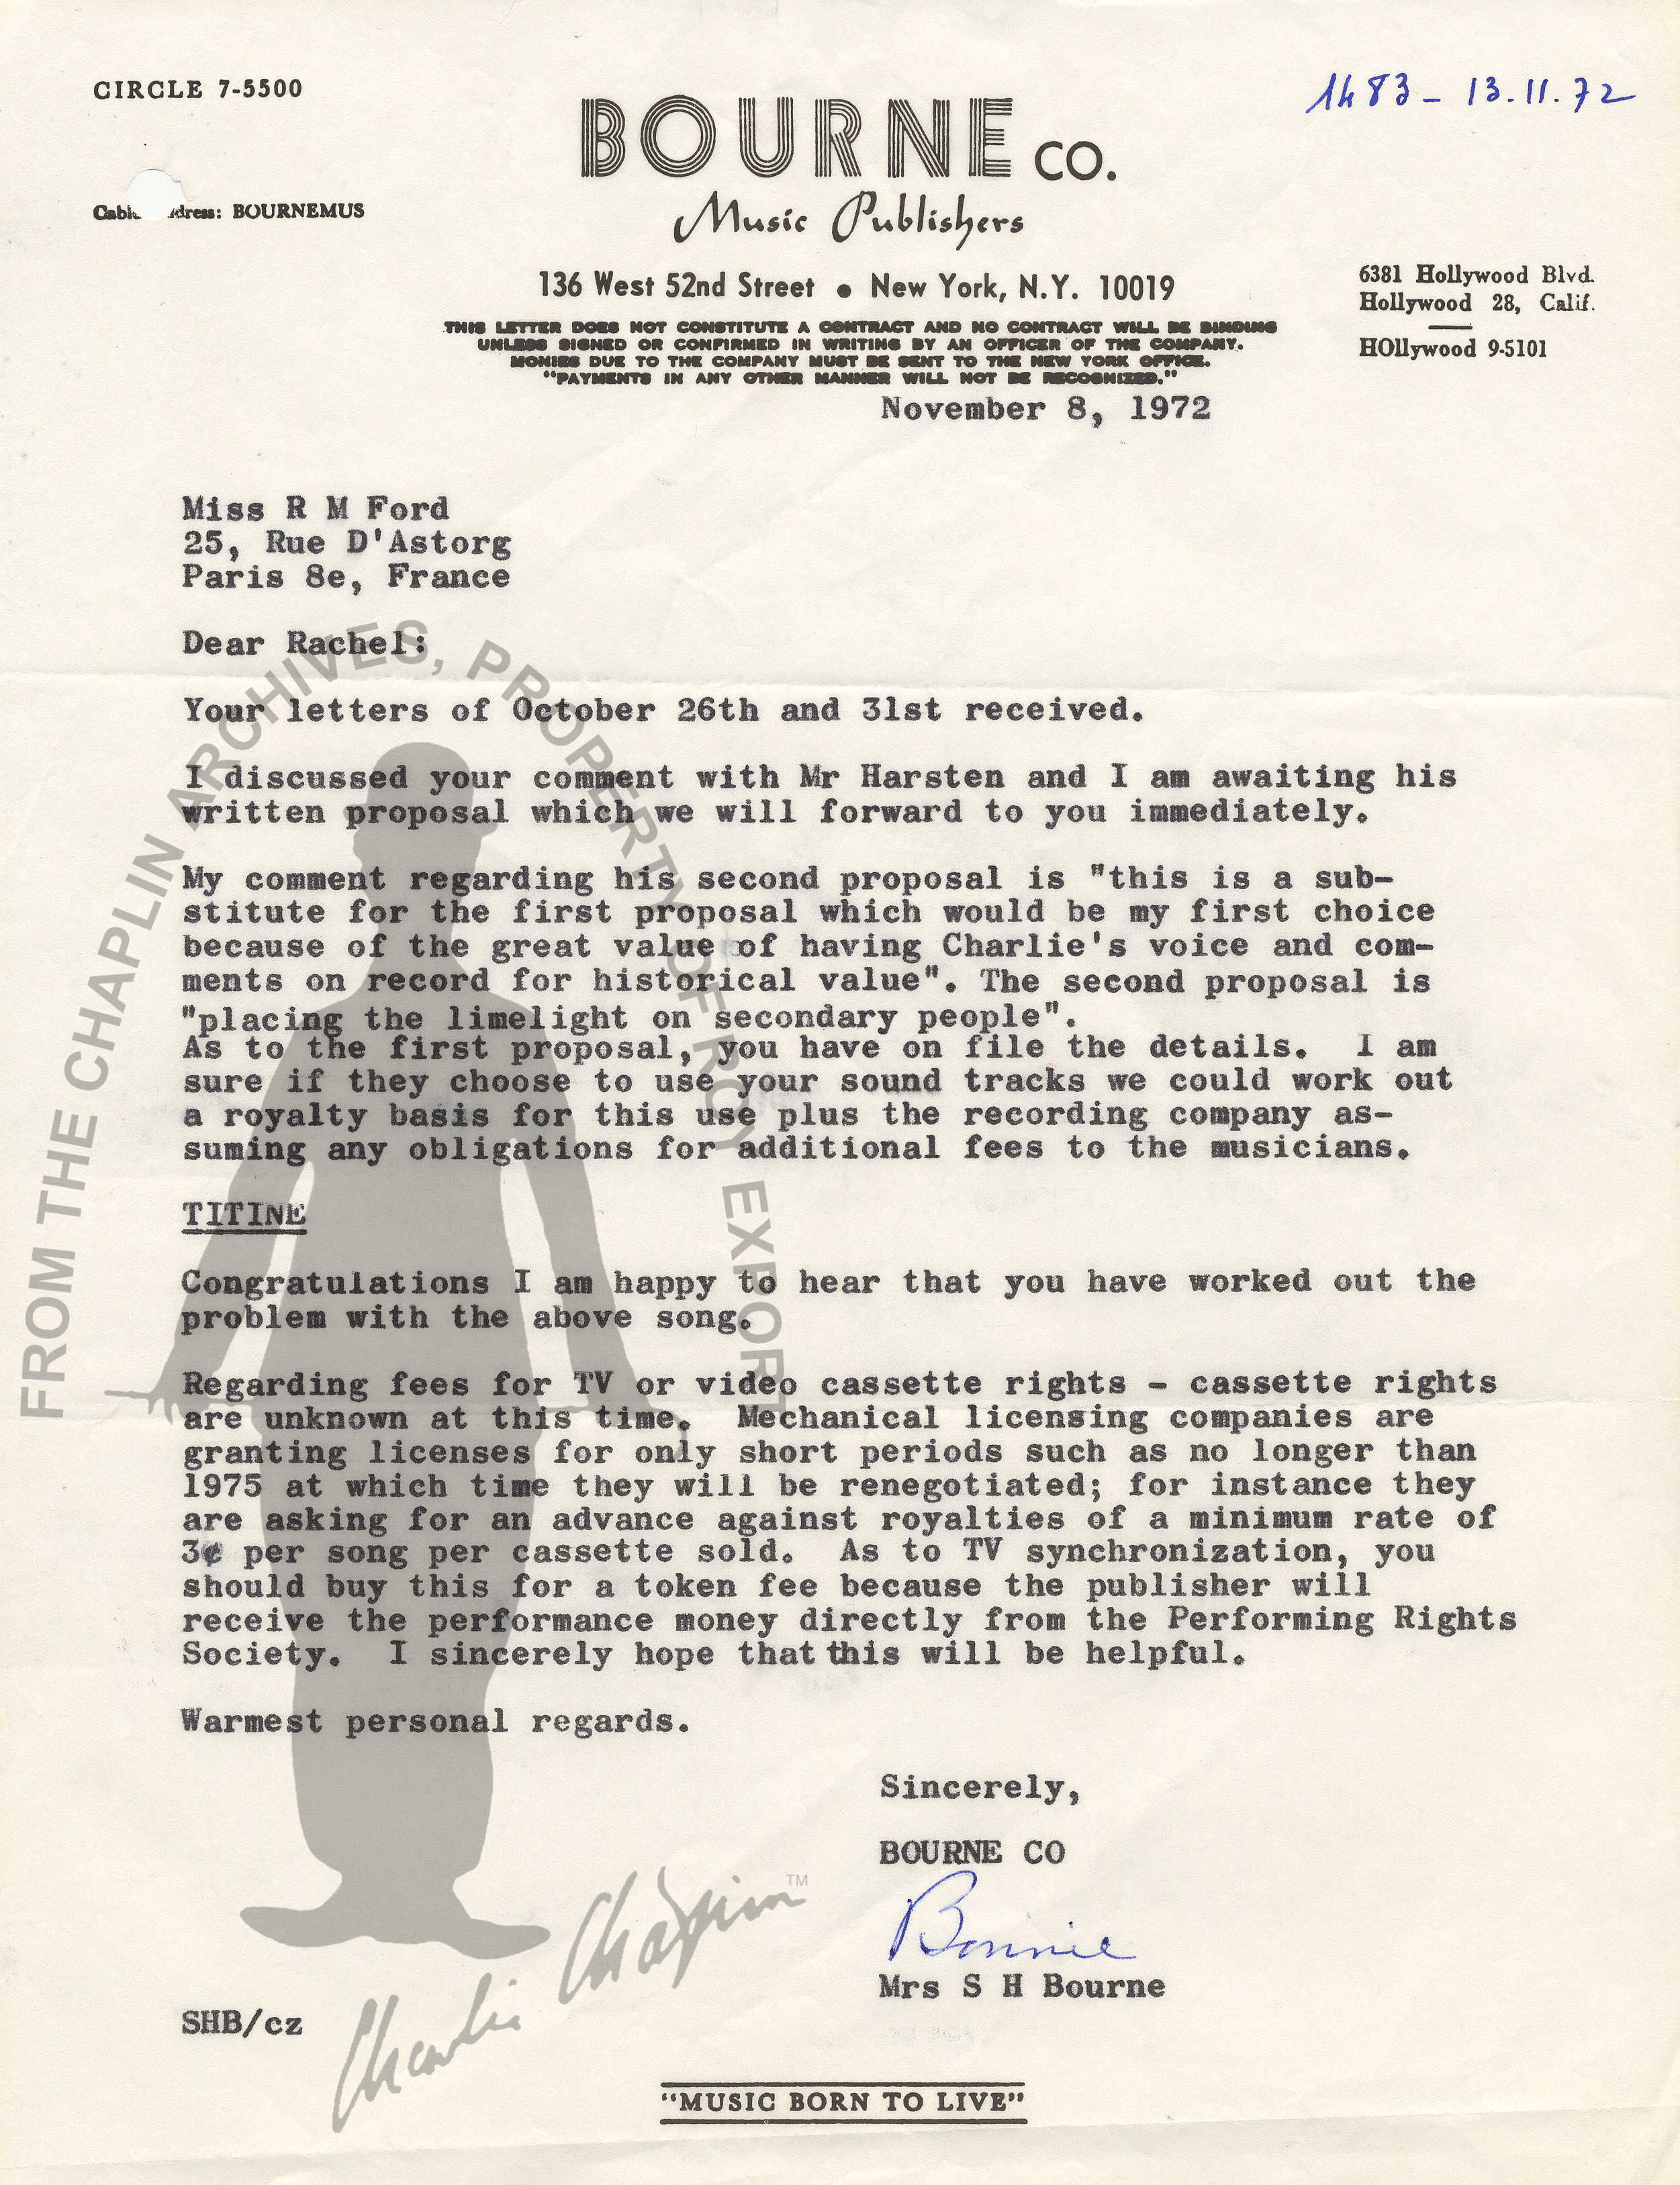 CIRCLE 7-5500
1483 - 13.11.72
BOURNE CO.
Music Publishers
Cable Address: BOURNEMUS
136 West 52nd Street • New York, N.Y. 10019
6381 Hollywood Blvd.
Hollywood 28, Calif.
HOllywood 9-5101
THIS LETTER DOES NOT CONSTITUTE A CONTRACT AND NO CONTRACT WILL BE BINDING
UNLESS SIGNED OR CONFIRMED IN WRITING BY AN OFFICER OF THE COMPANY.
MONIES DUE TO THE COMPANY MUST BE SENT TO THE NEW YORK OFFICE.
"PAYMENTS IN ANY OTHER MANNER WILL NOT BE RECOGNIZED."
November 8, 1972
Miss R M Ford
25, Rue D'Astorg
Paris 8e, France
Dear Rachel:
Your letters of October 26th and 31st received.
I discussed your comment with Mr Harsten and I am awaiting his
written proposal which we will forward to you immediately.
My comment regarding his second proposal is "this is a sub-
stitute for the first proposal which would be my first choice
because of the great value of having Charlie's voice and com-
ments on record for historical value". The second proposal is
"placing the limelight on secondary people".
As to the first proposal, you have on file the details. I am
sure if they choose to use your sound tracks we could work out
a royalty basis for this use plus the recording company as-
suming any obligations for additional fees to the musicians.
TITINE
Congratulations I am happy to hear that you have worked out the
problem with the above song.
Regarding fees for TV or video cassette rights - cassette rights
are unknown at this time. Mechanical licensing companies are
granting licenses for only short periods such as no longer than
1975 at which time they will be renegotiated; for instance they
are asking for an advance against royalties of a minimum rate of
3¢ per song per cassette sold. As to TV synchronization, you
should buy this for a token fee because the publisher will
receive the performance money directly from the Performing Rights
Society. I sincerely hope that this will be helpful.
Warmest personal regards.
Sincerely,
BOURNE CO
Bonnie
Mrs S H Bourne
SHB/cz
"MUSIC BORN TO LIVE"
FROM THE CHAPLIN ARCHIVES, PROPERTY OF ROY EXPORT
Charlie Chaplin TM